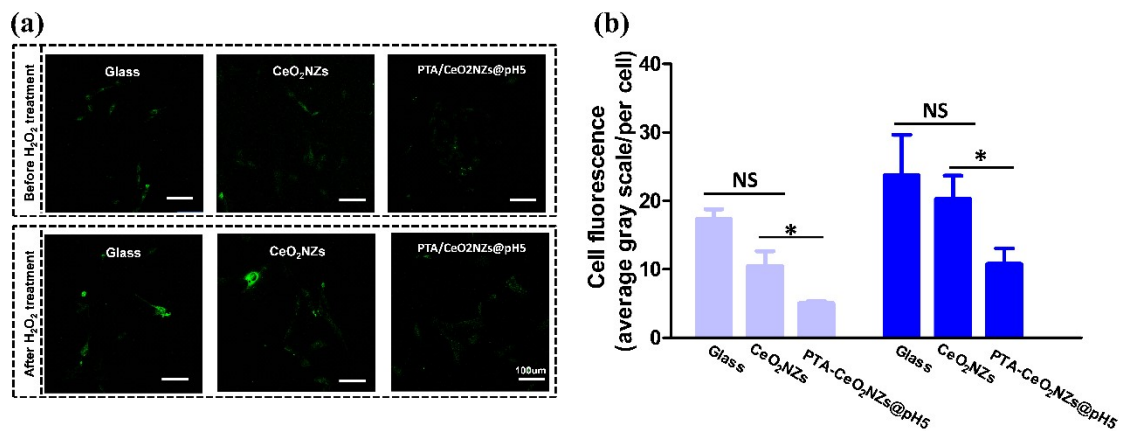 (a)
Before H₂O₂ treatment
Glass
CeO₂NZs
PTA/CeO2NZs@pH5
After H₂O₂ treatment
Glass
CeO₂NZs
PTA/CeO2NZs@pH5
100um
(b)
Cell fluorescence
(average gray scale/per cell)
40
30
20
10
0
NS
*
NS
*
Glass
CeO₂NZs
PTA-CeO₂NZs@pH5
Glass
CeO₂NZs
PTA-CeO₂NZs@pH5